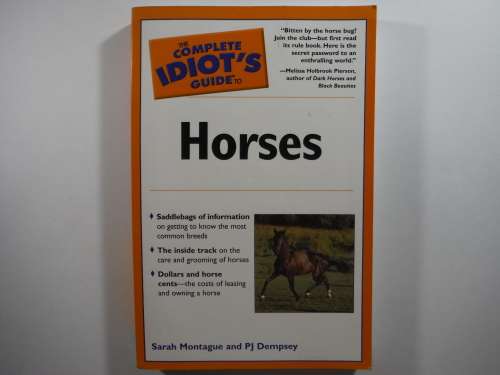 THE
COMPLETE
IDIOT'S
GUIDE TO
"Bitten by the horse bug?
Join the club—but first read
its rule book. Here is the
secret password to an
enthralling world."
—Melissa Holbrook Pierson,
author of Dark Horses and
Black Beauties
Horses
♦ Saddlebags of information
on getting to know the most
common breeds
♦ The inside track on the
care and grooming of horses
♦ Dollars and horse
cents—the costs of leasing
and owning a horse
Sarah Montague and PJ Dempsey